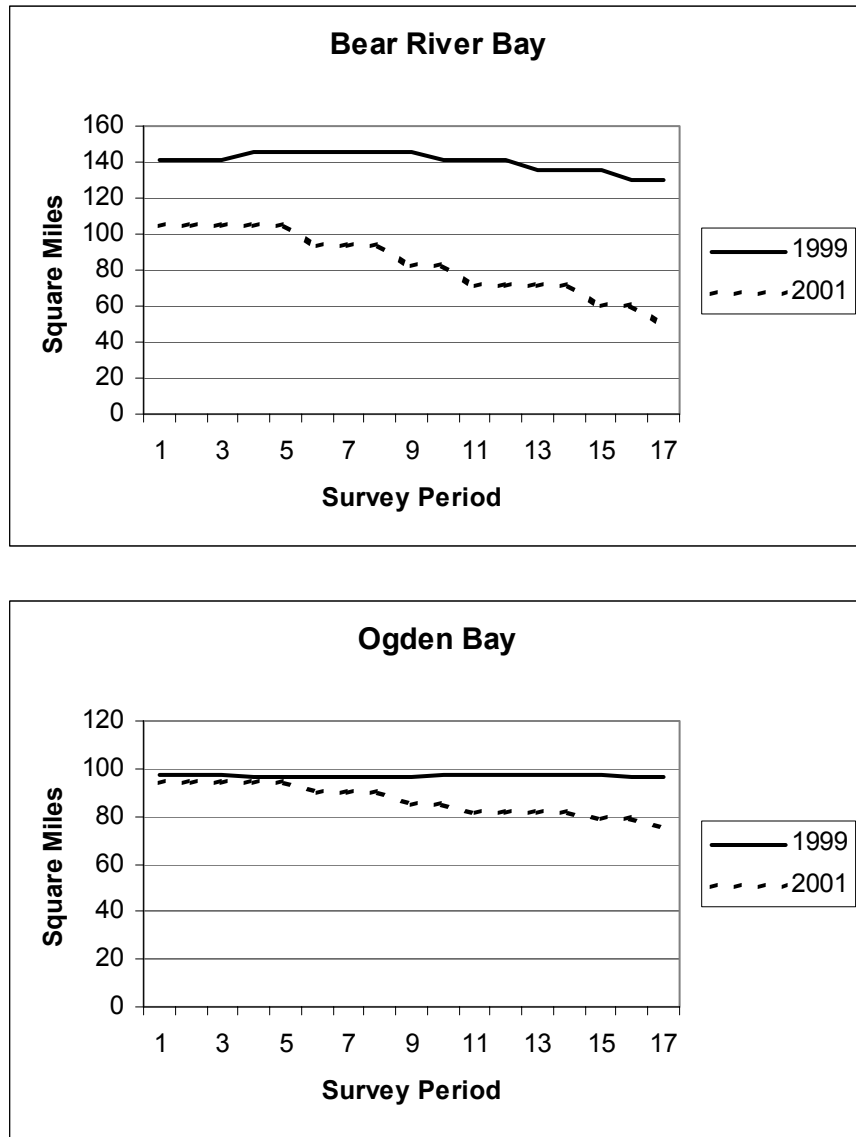 Bear River Bay
160
140
120
100
80
60
40
20
0
Square Miles
1 3 5 7 9 11 13 15 17
Survey Period
1999
2001
Ogden Bay
120
100
80
60
40
20
0
Square Miles
1 3 5 7 9 11 13 15 17
Survey Period
1999
2001